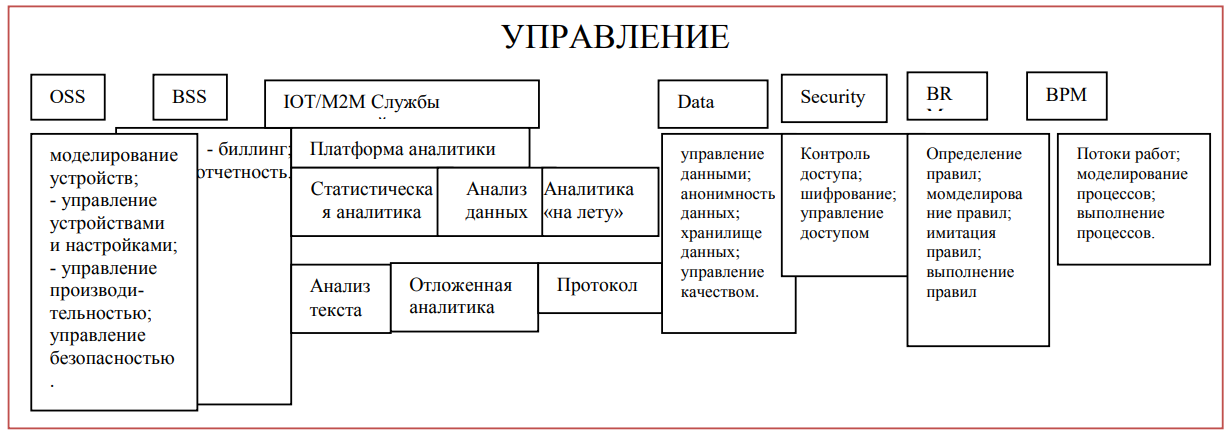 УПРАВЛЕНИЕ
OSS
BSS
IOT/M2M Службы
Data
Security
BR
BPM
моделирование
устройств;
- управление
устройствами
и настройками;
- управление
производи-
тельностью;
управление
безопасностью
.
- биллинг;
отчетность.
Платформа аналитики
Статистическа
я аналитика
Анализ
данных
Аналитика
«на лету»
Анализ
текста
Отложенная
аналитика
Протокол
управление
данными;
анонимность
данных;
хранилище
данных;
управление
качеством.
Контроль
доступа;
шифрование;
управление
доступом
Определение
правил;
момделирова
ние правил;
имитация
правил;
выполнение
правил
Потоки работ;
моделирование
процессов;
выполнение
процессов.